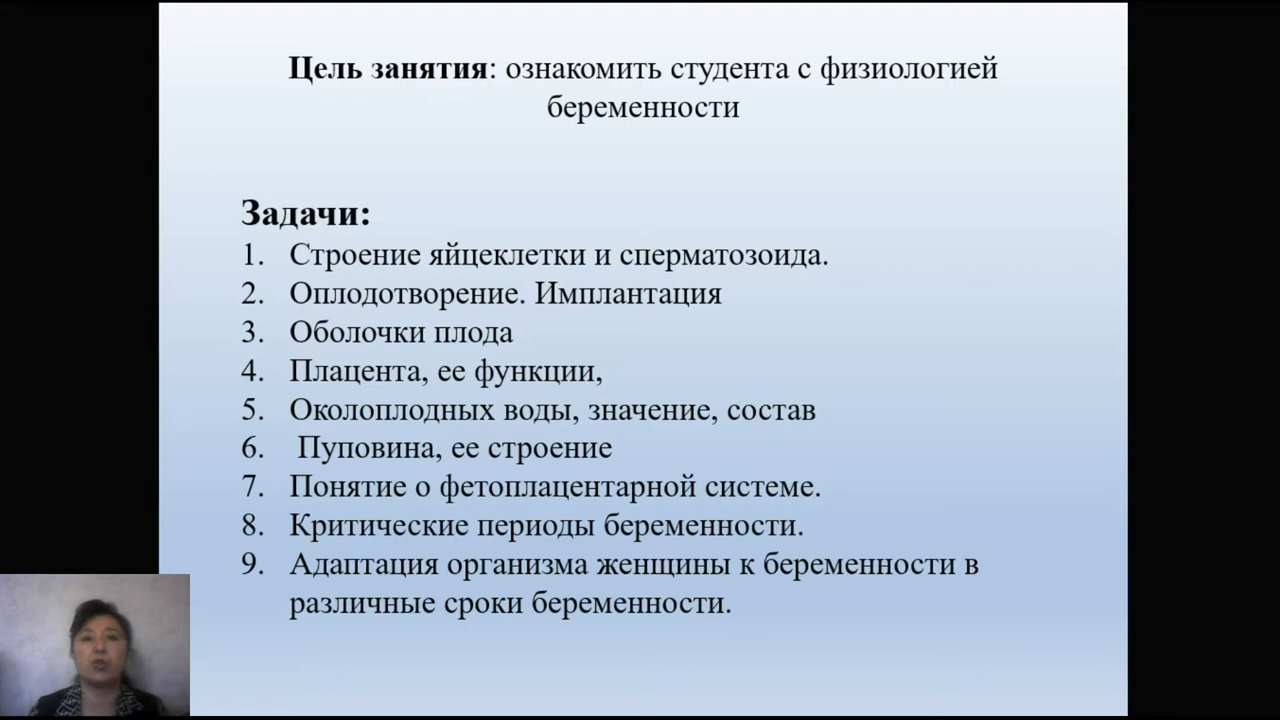 Цель занятия: ознакомить студента с физиологией
беременности
Задачи:
1. Строение яйцеклетки и сперматозоида.
2. Оплодотворение. Имплантация
3. Оболочки плода
4. Плацента, ее функции,
5. Околоплодных воды, значение, состав
6. Пуповина, ее строение
7. Понятие о фетоплацентарной системе.
8. Критические периоды беременности.
9. Адаптация организма женщины к беременности в
различные сроки беременности.